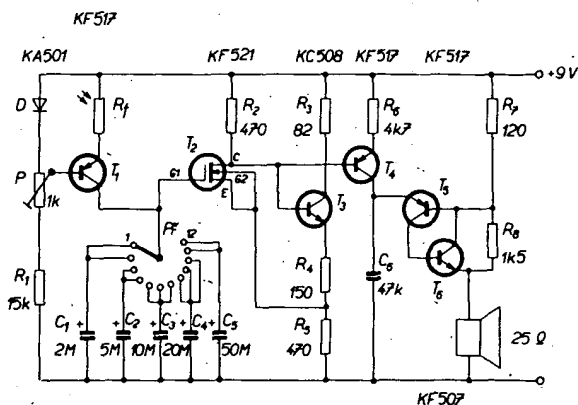 KF517
KA501 KF521 KC508 KF517 KF517
+9V
D Rf R2 470 R3 82 R6 4k7 R7 120
P 1k T1 T2 G1 C G2 E T3 T4 T5 T6
R8 1k5
1 PŘ 12
R1 15k
R4 150
C6 47k
R5 470
C1 + C2 + C3 + C4 + C5
2M 5M 10M 20M 50M
25 Ω
KF507